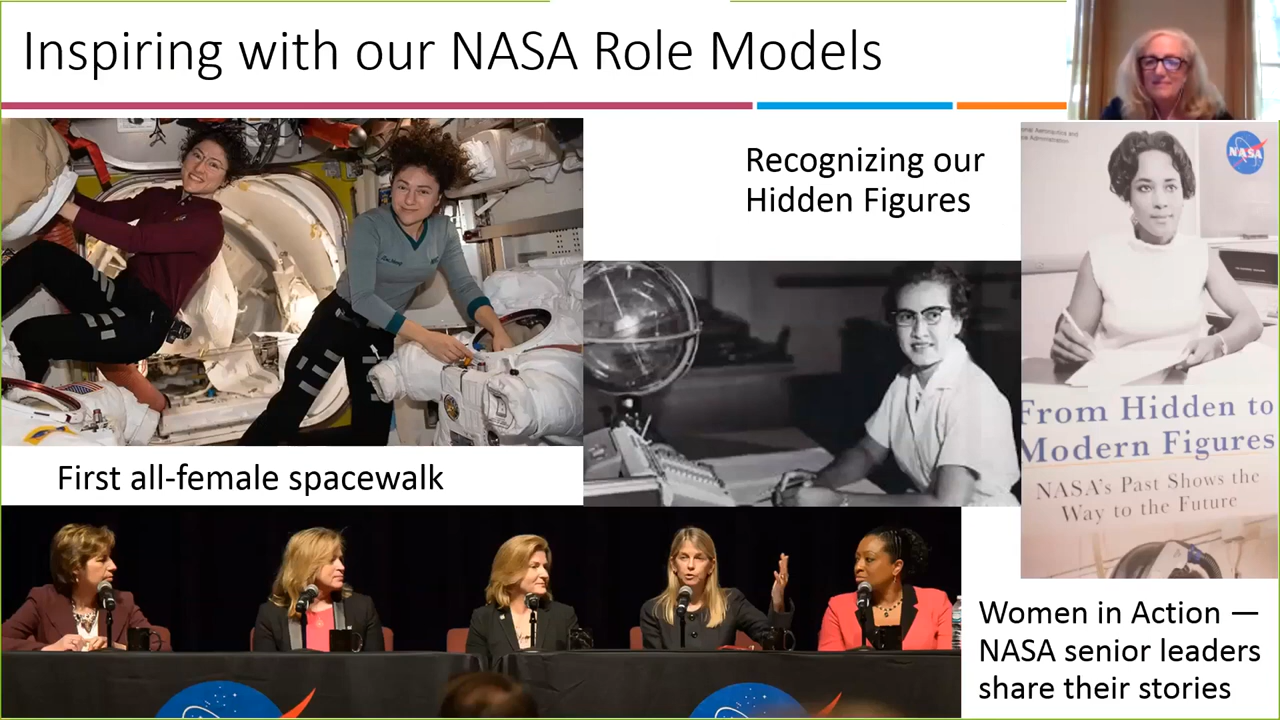 Inspiring with our NASA Role Models
Recognizing our
Hidden Figures
NASA
From Hidden to
Modern Figures
NASA's Past Shows the
Way to the Future
First all-female spacewalk
Women in Action —
NASA senior leaders
share their stories